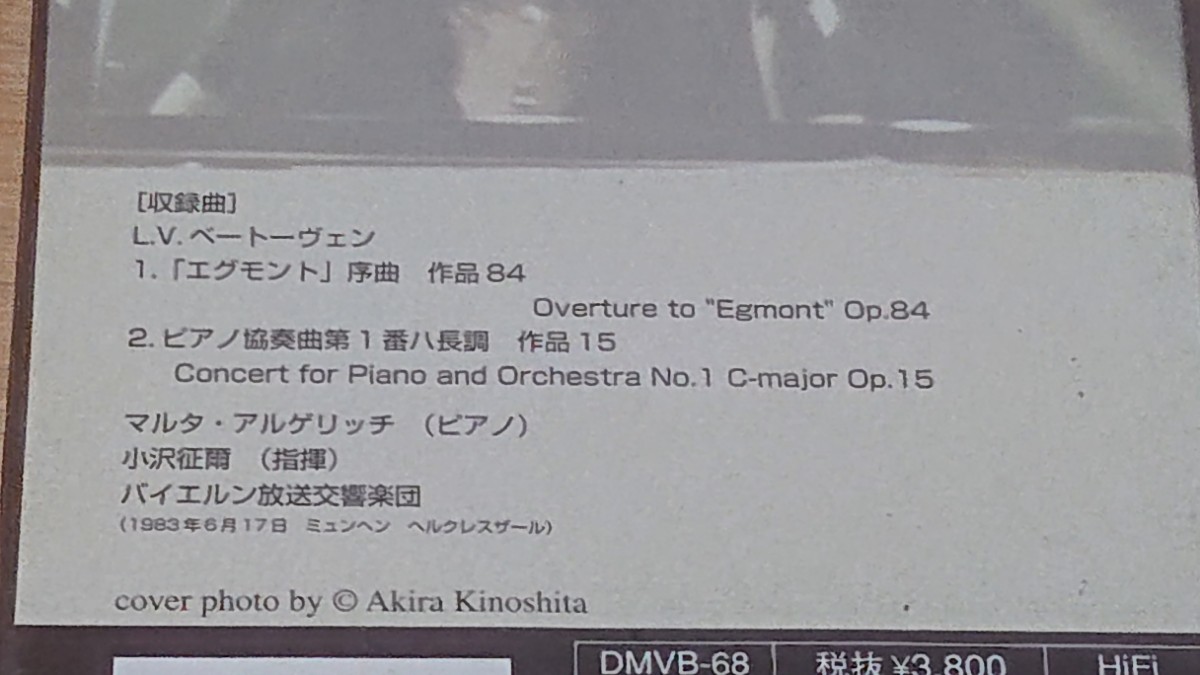 [収録曲]
L.V.ベートーヴェン
1.「エグモント」序曲 作品84
Overture to "Egmont" Op.84
2.ピアノ協奏曲第1番ハ長調 作品15
Concert for Piano and Orchestra No.1 C-major Op.15
マルタ・アルゲリッチ （ピアノ）
小沢征爾 （指揮）
バイエルン放送交響楽団
（1983年6月17日 ミュンヘン ヘルクレスザール）
cover photo by © Akira Kinoshita
DMVB-68 税抜¥3,800 HiFi